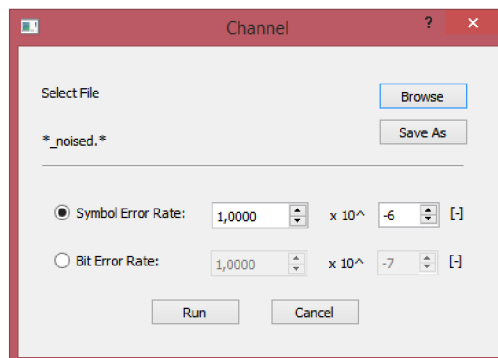 Channel ?
Select File Browse
*_noised.* Save As
Symbol Error Rate: 1,0000 x 10^ -6 [-]
Bit Error Rate: 1,0000 x 10^ -7 [-]
Run Cancel